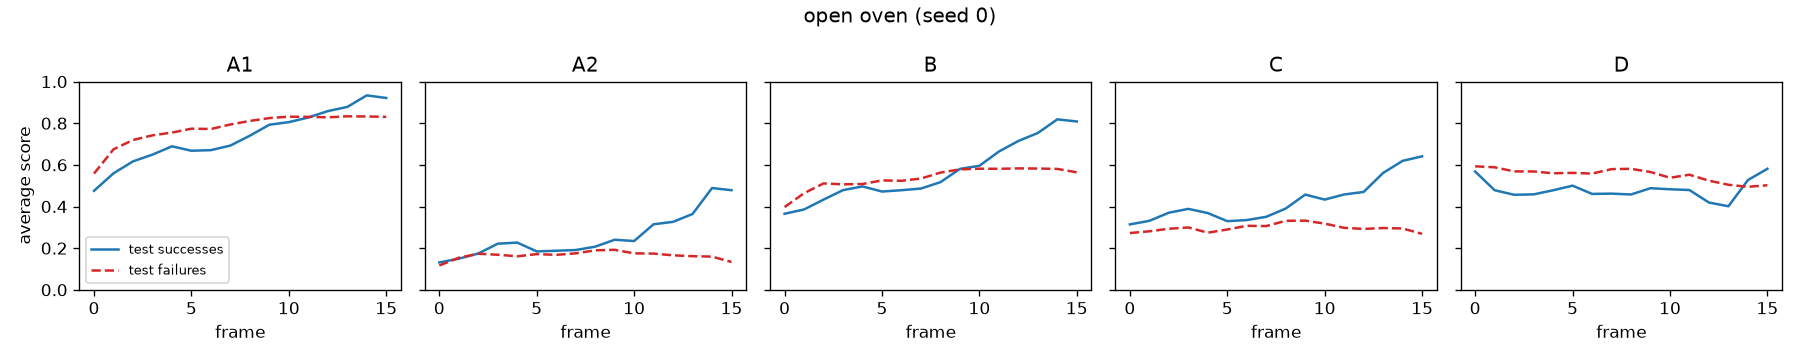 open oven (seed 0)
A1
A2
B
C
D
average score
1.0
0.8
0.6
0.4
0.2
0.0
test successes
test failures
0 5 10 15
0 5 10 15
0 5 10 15
0 5 10 15
0 5 10 15
frame
frame
frame
frame
frame